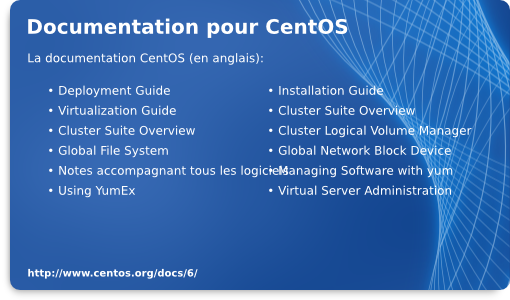 Documentation pour CentOS
La documentation CentOS (en anglais):
• Deployment Guide
• Virtualization Guide
• Cluster Suite Overview
• Global File System
• Notes accompagnant tous les logiciels
• Using YumEx
• Installation Guide
• Cluster Suite Overview
• Cluster Logical Volume Manager
• Global Network Block Device
• Managing Software with yum
• Virtual Server Administration
http://www.centos.org/docs/6/